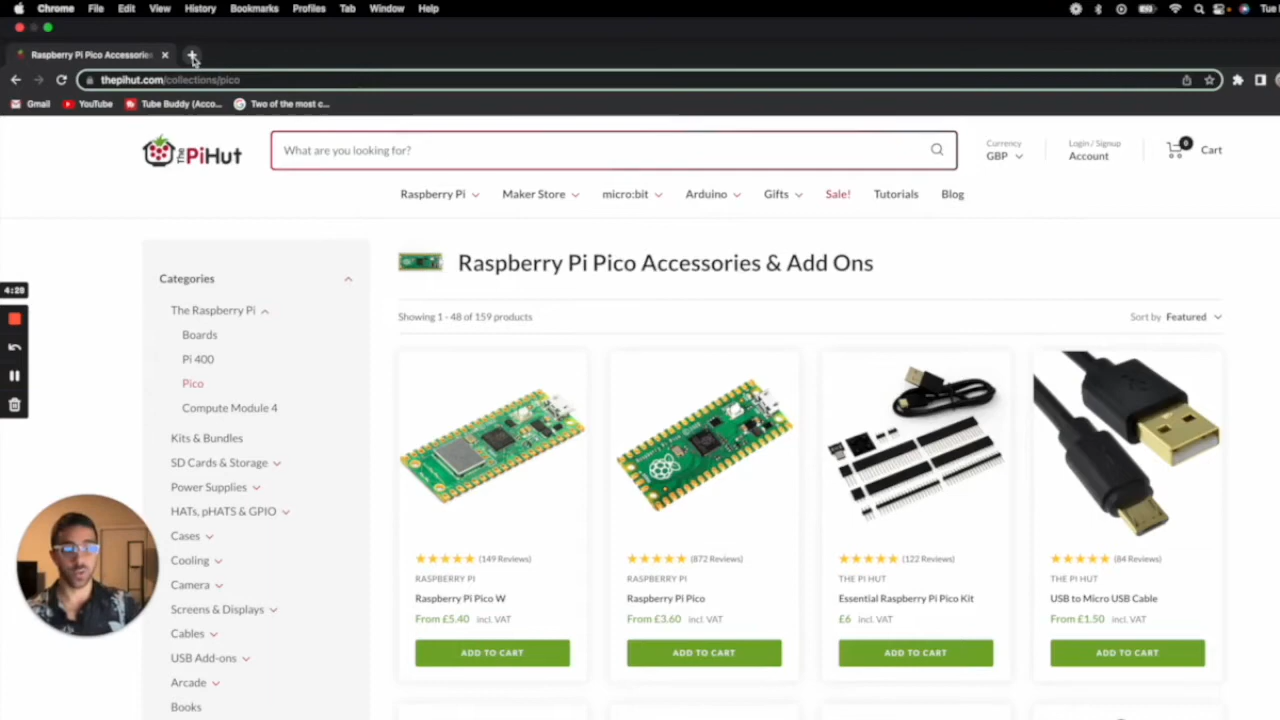 Chrome File Edit View History Bookmarks Profiles Tab Window Help
Raspberry Pi Pico Accessorie
thepihut.com/collections/pico
Gmail YouTube Tube Buddy (Acco... Two of the most c...
The PiHut
What are you looking for?
Currency
GBP
Login / Signup
Account
0
Cart
Raspberry Pi Maker Store micro:bit Arduino Gifts Sale! Tutorials Blog
Categories
The Raspberry Pi
Boards
Pi 400
Pico
Compute Module 4
Kits & Bundles
SD Cards & Storage
Power Supplies
HATs, pHATS & GPIO
Cases
Cooling
Camera
Screens & Displays
Cables
USB Add-ons
Arcade
Books
Raspberry Pi Pico Accessories & Add Ons
Showing 1 - 48 of 159 products
Sort by Featured
(149 Reviews)
RASPBERRY PI
Raspberry Pi Pico W
From £5.40 incl. VAT
ADD TO CART
(872 Reviews)
RASPBERRY PI
Raspberry Pi Pico
From £3.60 incl. VAT
ADD TO CART
(122 Reviews)
THE PI HUT
Essential Raspberry Pi Pico Kit
£6 incl. VAT
ADD TO CART
(84 Reviews)
THE PI HUT
USB to Micro USB Cable
From £1.50 incl. VAT
ADD TO CART